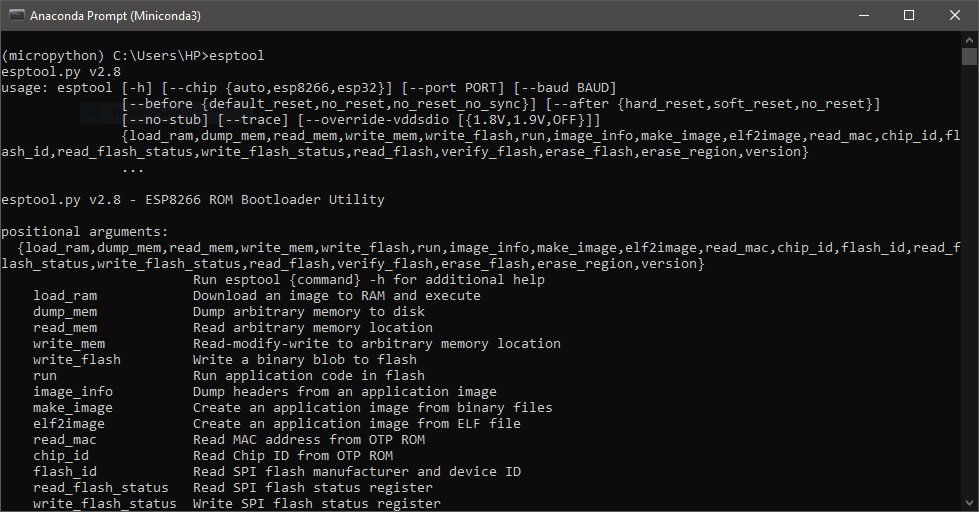 Anaconda Prompt (Miniconda3)
(micropython) C:\Users\HP>esptool
esptool.py v2.8
usage: esptool [-h] [--chip {auto,esp8266,esp32}] [--port PORT] [--baud BAUD]
               [--before {default_reset,no_reset,no_reset_no_sync}] [--after {hard_reset,soft_reset,no_reset}]
               [--no-stub] [--trace] [--override-vddsdio [{1.8V,1.9V,OFF}]]
               {load_ram,dump_mem,read_mem,write_mem,write_flash,run,image_info,make_image,elf2image,read_mac,chip_id,fl
ash_id,read_flash_status,write_flash_status,read_flash,verify_flash,erase_flash,erase_region,version}
               ...
esptool.py v2.8 - ESP8266 ROM Bootloader Utility
positional arguments:
  {load_ram,dump_mem,read_mem,write_mem,write_flash,run,image_info,make_image,elf2image,read_mac,chip_id,flash_id,read_f
lash_status,write_flash_status,read_flash,verify_flash,erase_flash,erase_region,version}
                        Run esptool {command} -h for additional help
    load_ram            Download an image to RAM and execute
    dump_mem            Dump arbitrary memory to disk
    read_mem            Read arbitrary memory location
    write_mem           Read-modify-write to arbitrary memory location
    write_flash         Write a binary blob to flash
    run                 Run application code in flash
    image_info          Dump headers from an application image
    make_image          Create an application image from binary files
    elf2image           Create an application image from ELF file
    read_mac            Read MAC address from OTP ROM
    chip_id             Read Chip ID from OTP ROM
    flash_id            Read SPI flash manufacturer and device ID
    read_flash_status   Read SPI flash status register
    write_flash_status  Write SPI flash status register